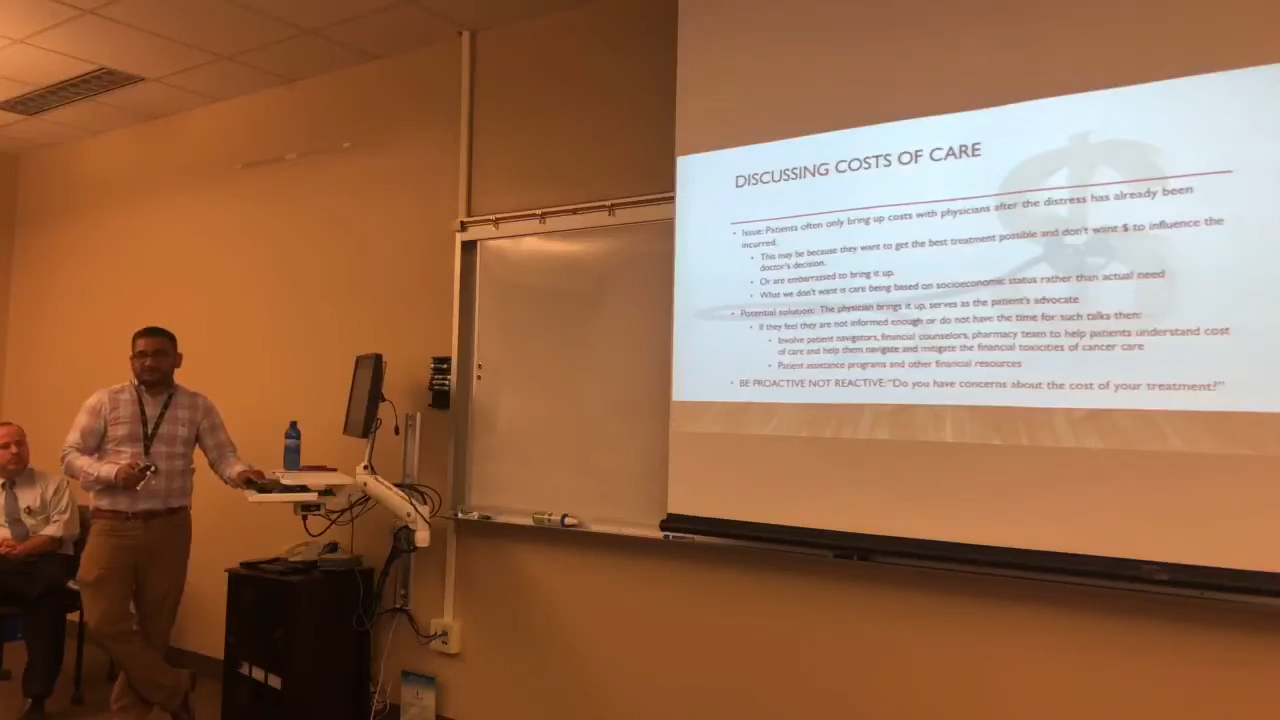 DISCUSSING COSTS OF CARE
• Issue: Patients often only bring up costs with physicians after the distress has already been
incurred.
• This may be because they want to get the best treatment possible and don't want $ to influence the
doctor's decision.
• Or are embarrassed to bring it up.
• What we don't want is care being based on socioeconomic status rather than actual need
• Potential solution: The physician brings it up, serves as the patient's advocate
• If they feel they are not informed enough or do not have the time for such talks then:
• Involve patient navigators, financial counselors, pharmacy team to help patients understand cost
of care and help them navigate and mitigate the financial toxicities of cancer care
• Patient assistance programs and other financial resources
• BE PROACTIVE NOT REACTIVE: "Do you have concerns about the cost of your treatment?"